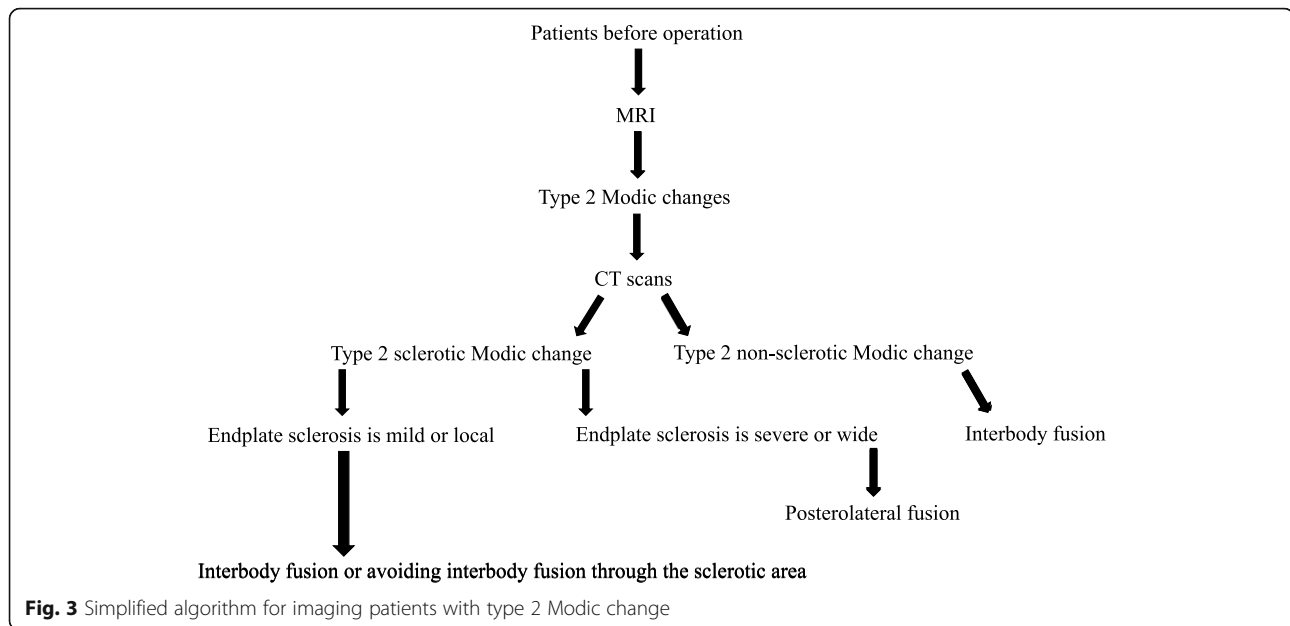 Patients before operation
MRI
Type 2 Modic changes
CT scans
Type 2 sclerotic Modic change
Type 2 non-sclerotic Modic change
Endplate sclerosis is mild or local
Endplate sclerosis is severe or wide
Interbody fusion
Posterolateral fusion
Interbody fusion or avoiding interbody fusion through the sclerotic area
Fig. 3 Simplified algorithm for imaging patients with type 2 Modic change